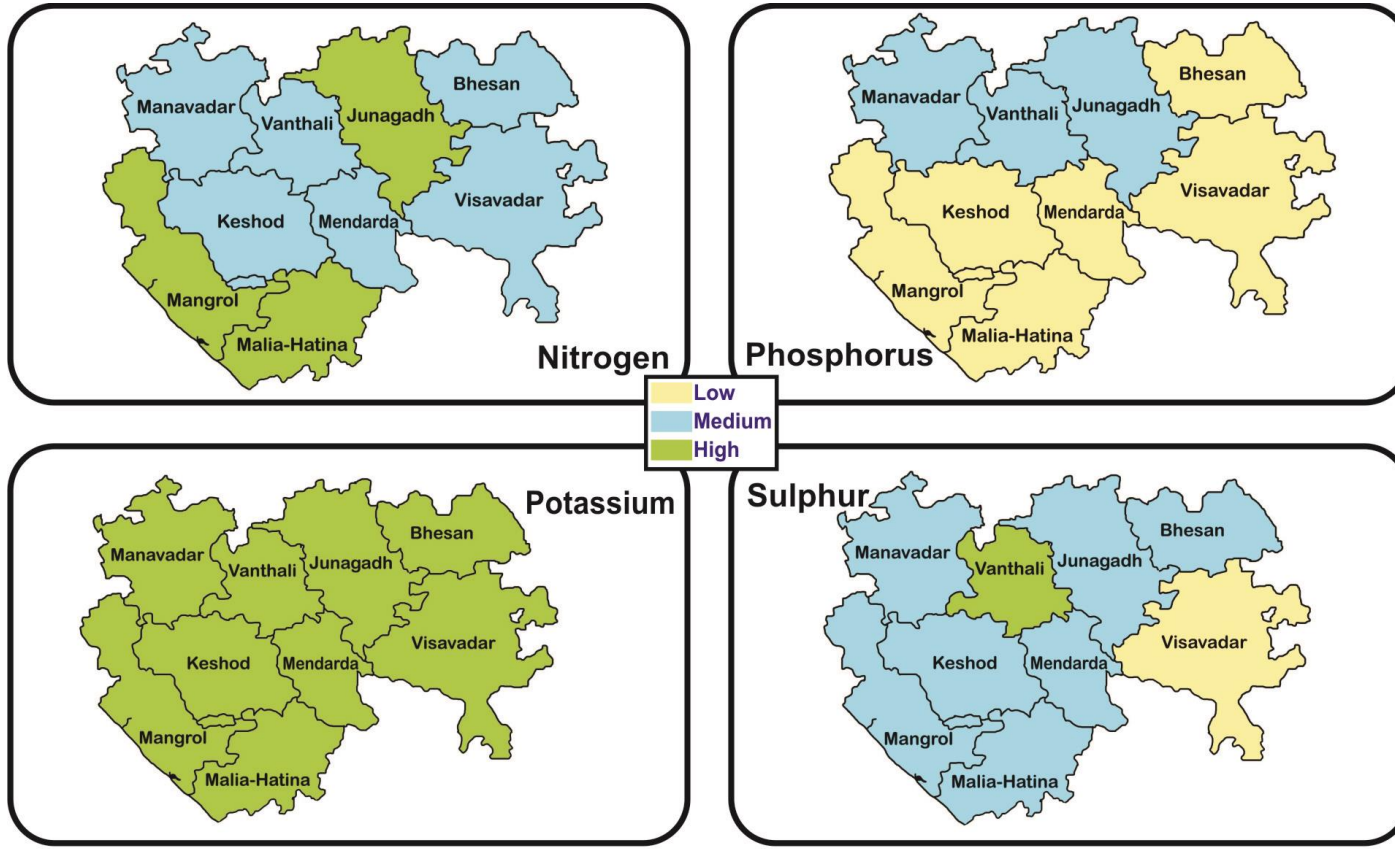 Manavadar
Vanthali
Junagadh
Bhesan
Visavadar
Keshod
Mendarda
Mangrol
Malia-Hatina
Nitrogen
Manavadar
Vanthali
Junagadh
Bhesan
Visavadar
Keshod
Mendarda
Mangrol
Malia-Hatina
Phosphorus
Low
Medium
High
Potassium
Manavadar
Vanthali
Junagadh
Bhesan
Visavadar
Keshod
Mendarda
Mangrol
Malia-Hatina
Sulphur
Manavadar
Vanthali
Junagadh
Bhesan
Visavadar
Keshod
Mendarda
Mangrol
Malia-Hatina